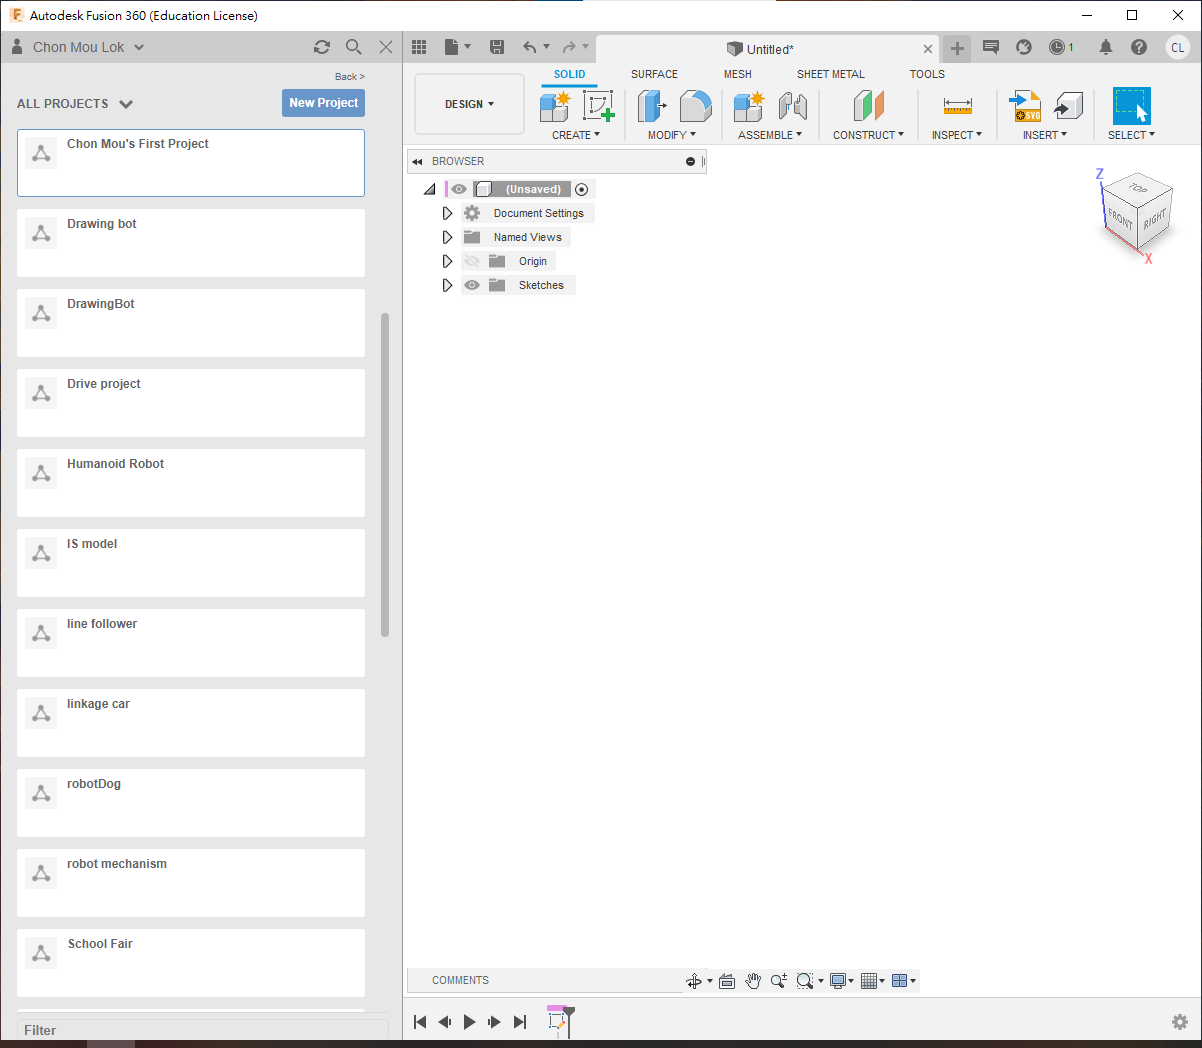 Autodesk Fusion 360 (Education License)
Chon Mou Lok
Untitled*
1
CL
Back >
ALL PROJECTS
New Project
Chon Mou's First Project
Drawing bot
DrawingBot
Drive project
Humanoid Robot
IS model
line follower
linkage car
robotDog
robot mechanism
School Fair
Filter
SOLID
SURFACE
MESH
SHEET METAL
TOOLS
DESIGN
SVG
CREATE
MODIFY
ASSEMBLE
CONSTRUCT
INSPECT
INSERT
SELECT
BROWSER
(Unsaved)
Document Settings
Named Views
Origin
Sketches
Z
TOP
FRONT
RIGHT
X
COMMENTS